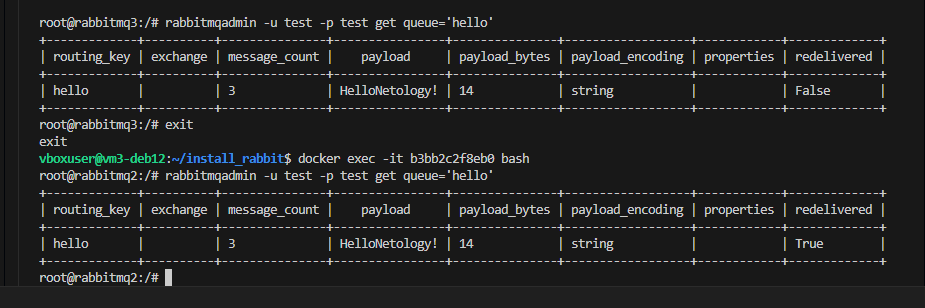 root@rabbitmq3:/# rabbitmqadmin -u test -p test get queue='hello'
+-------------+----------+---------------+---------------+---------------+------------------+------------+-------------+
| routing_key | exchange | message_count |    payload    | payload_bytes | payload_encoding | properties | redelivered |
+-------------+----------+---------------+---------------+---------------+------------------+------------+-------------+
| hello       |          | 3             | HelloNetology! | 14            | string           |            | False       |
+-------------+----------+---------------+---------------+---------------+------------------+------------+-------------+
root@rabbitmq3:/# exit
exit
vboxuser@vm3-deb12:~/install_rabbit$ docker exec -it b3bb2c2f8eb0 bash
root@rabbitmq2:/# rabbitmqadmin -u test -p test get queue='hello'
+-------------+----------+---------------+---------------+---------------+------------------+------------+-------------+
| routing_key | exchange | message_count |    payload    | payload_bytes | payload_encoding | properties | redelivered |
+-------------+----------+---------------+---------------+---------------+------------------+------------+-------------+
| hello       |          | 3             | HelloNetology! | 14            | string           |            | True        |
+-------------+----------+---------------+---------------+---------------+------------------+------------+-------------+
root@rabbitmq2:/#